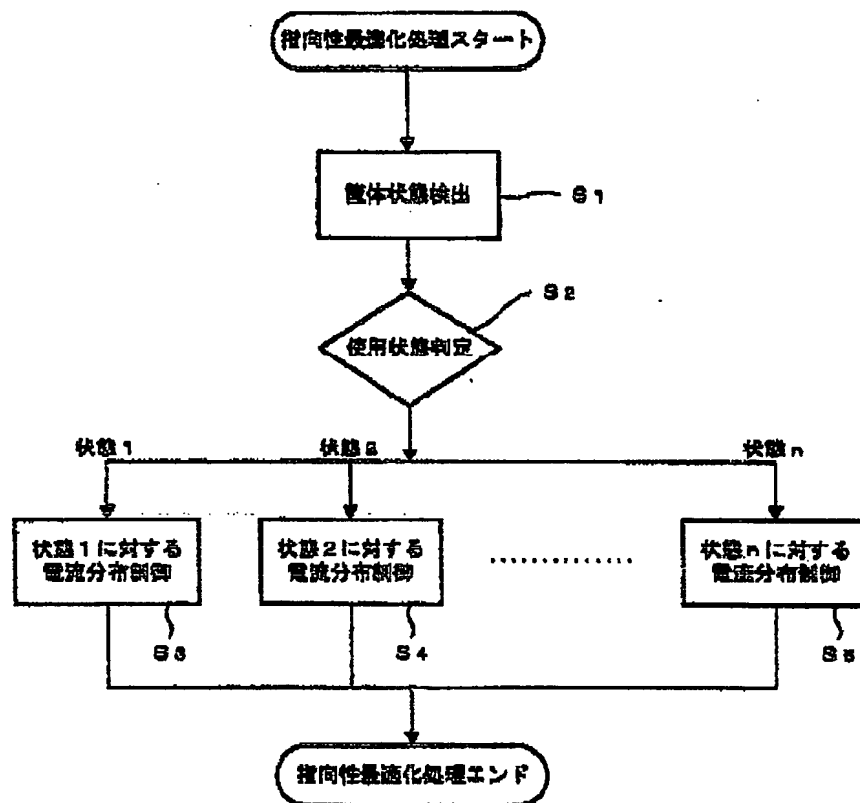 指向性最適化処理スタート
筐体状態検出
S1
S2
使用状態判定
状態1
状態2
状態n
状態1に対する
電流分布制御
状態2に対する
電流分布制御
状態nに対する
電流分布制御
S3
S4
S5
指向性最適化処理エンド